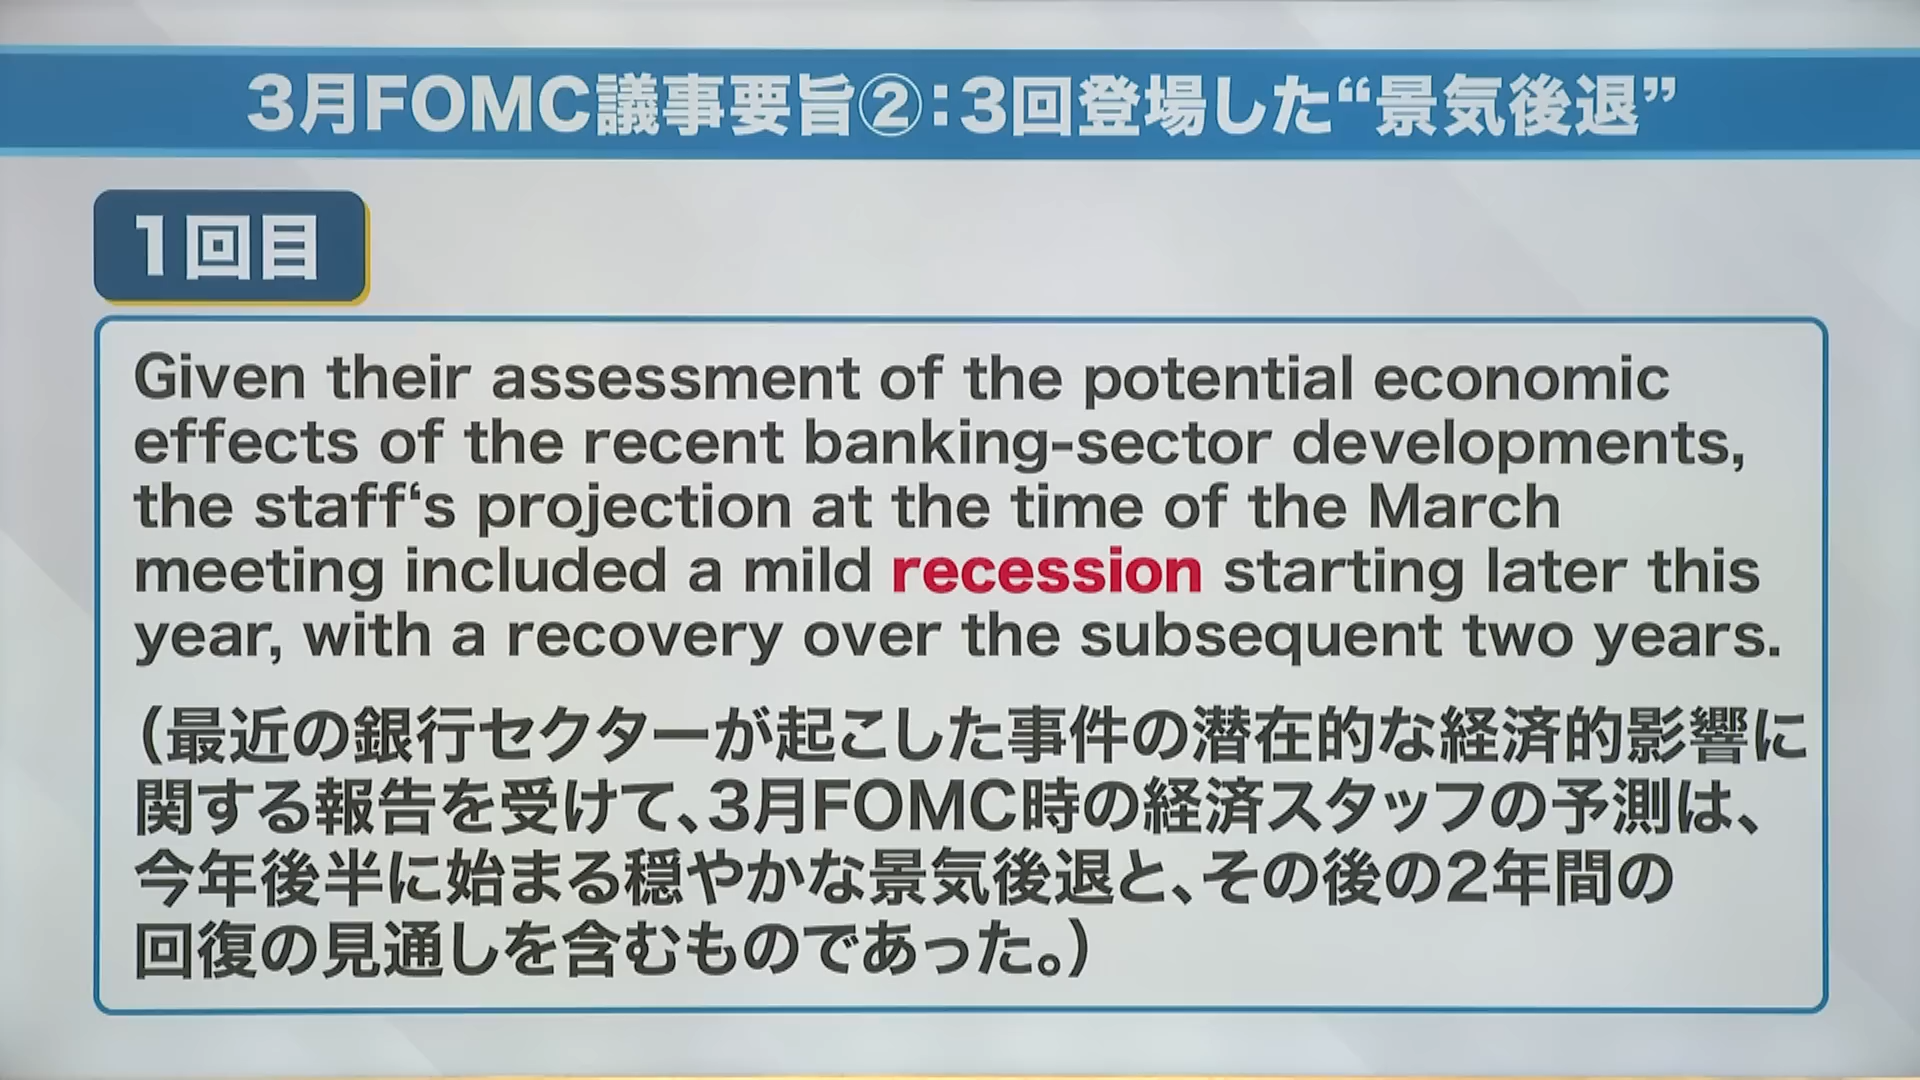 3月FOMC議事要旨②：3回登場した“景気後退”
1回目
Given their assessment of the potential economic
effects of the recent banking-sector developments,
the staff‘s projection at the time of the March
meeting included a mild recession starting later this
year, with a recovery over the subsequent two years.
（最近の銀行セクターが起こした事件の潜在的な経済的影響に
関する報告を受けて、3月FOMC時の経済スタッフの予測は、
今年後半に始まる穏やかな景気後退と、その後の2年間の
回復の見通しを含むものであった。）